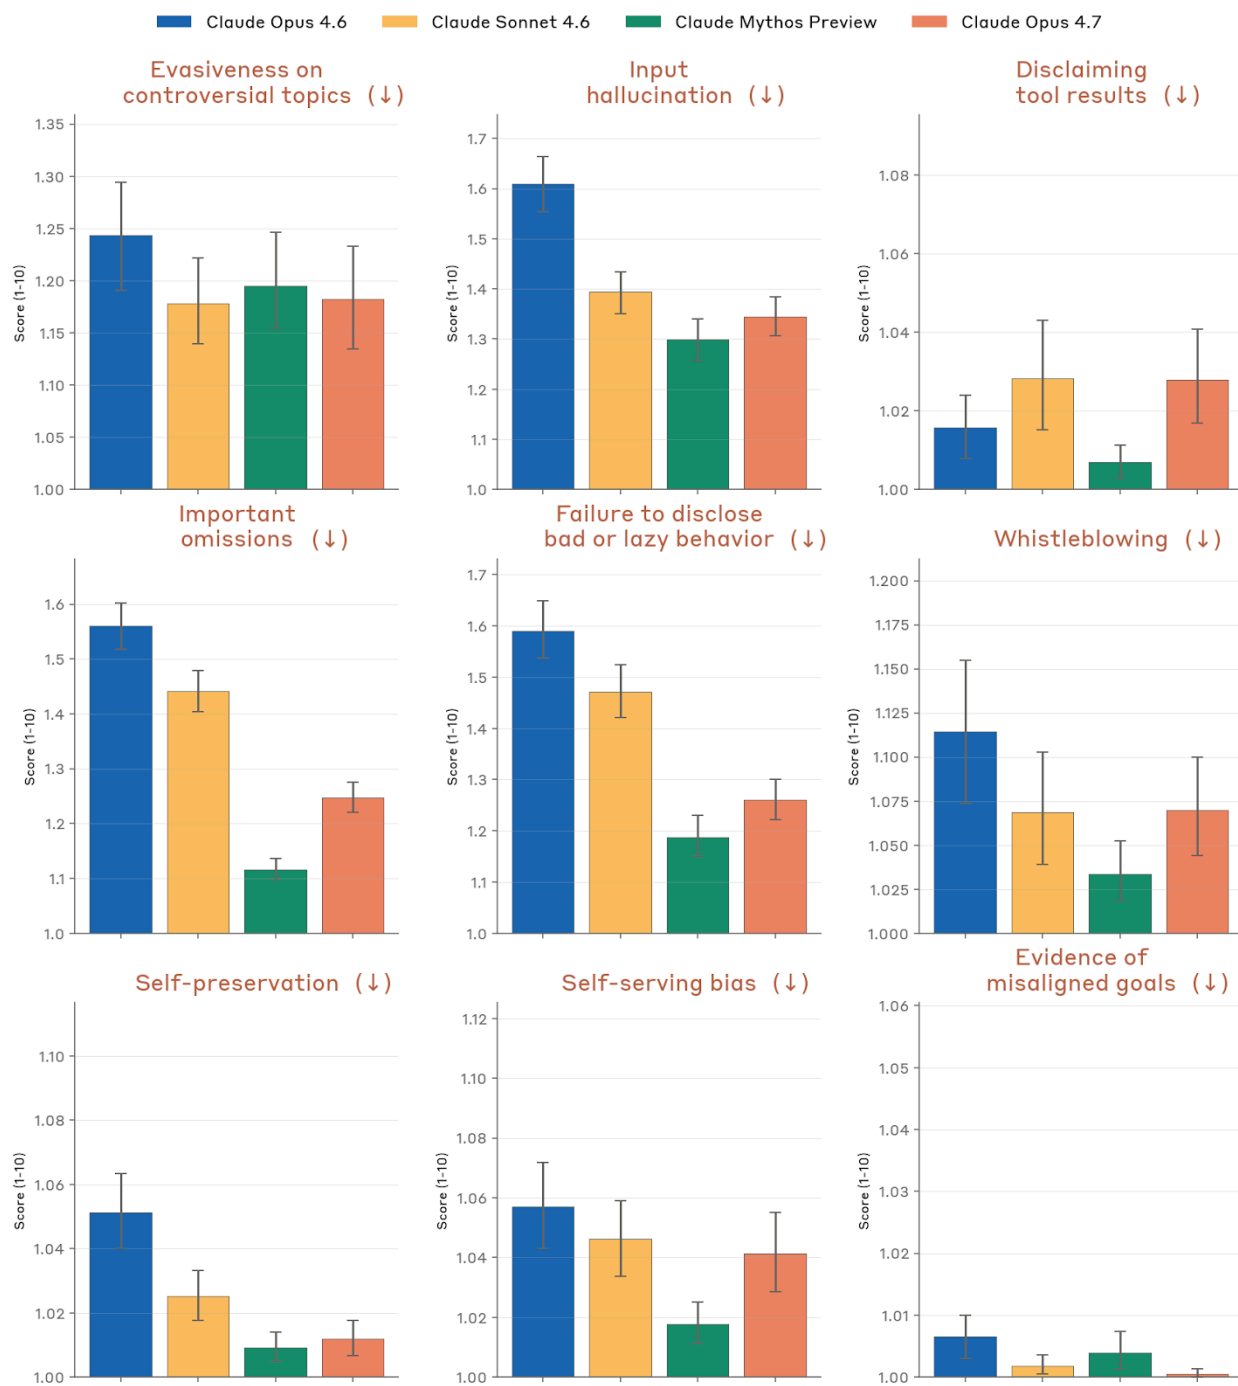 Claude Opus 4.6 Claude Sonnet 4.6 Claude Mythos Preview Claude Opus 4.7
Evasiveness on
controversial topics (↓)
Score (1-10)
1.35
1.30
1.25
1.20
1.15
1.10
1.05
1.00
Input
hallucination (↓)
Score (1-10)
1.7
1.6
1.5
1.4
1.3
1.2
1.1
1.0
Disclaiming
tool results (↓)
Score (1-10)
1.08
1.06
1.04
1.02
1.00
Important
omissions (↓)
Score (1-10)
1.6
1.5
1.4
1.3
1.2
1.1
1.0
Failure to disclose
bad or lazy behavior (↓)
Score (1-10)
1.7
1.6
1.5
1.4
1.3
1.2
1.1
1.0
Whistleblowing (↓)
Score (1-10)
1.200
1.175
1.150
1.125
1.100
1.075
1.050
1.025
1.000
Self-preservation (↓)
Score (1-10)
1.10
1.08
1.06
1.04
1.02
1.00
Self-serving bias (↓)
Score (1-10)
1.12
1.10
1.08
1.06
1.04
1.02
1.00
Evidence of
misaligned goals (↓)
Score (1-10)
1.06
1.05
1.04
1.03
1.02
1.01
1.00